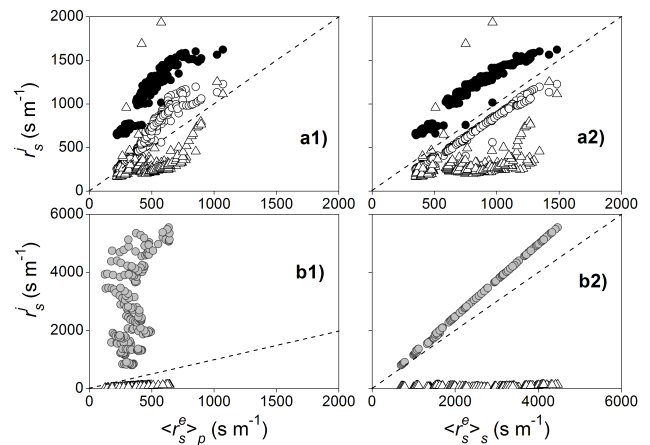 2000
1500
1000
500
0
r_s^j (s m⁻¹)
a1)
0 500 1000 1500 2000
a2)
0 500 1000 1500 2000
6000
4000
2000
0
r_s^j (s m⁻¹)
b1)
0 500 1000 1500 2000
<r_s^e>_p (s m⁻¹)
b2)
0 2000 4000 6000
<r_s^e>_s (s m⁻¹)